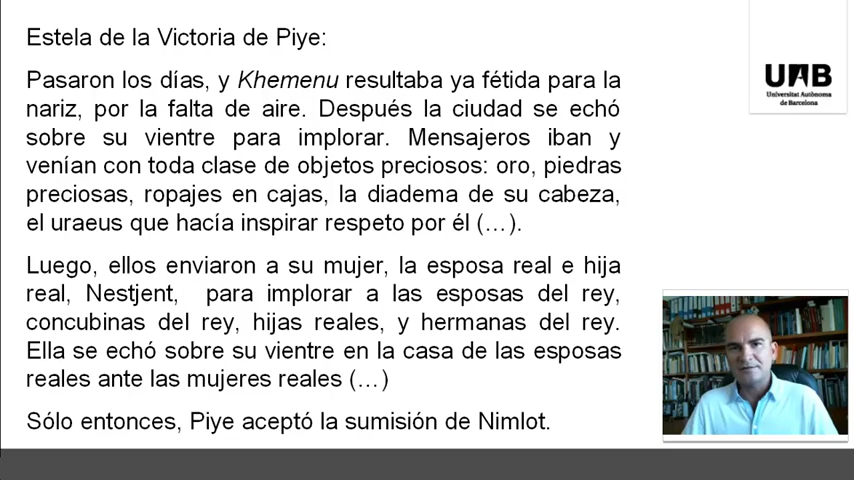 Estela de la Victoria de Piye:
Pasaron los días, y Khemenu resultaba ya fétida para la
nariz, por la falta de aire. Después la ciudad se echó
sobre su vientre para implorar. Mensajeros iban y
venían con toda clase de objetos preciosos: oro, piedras
preciosas, ropajes en cajas, la diadema de su cabeza,
el uraeus que hacía inspirar respeto por él (…).
Luego, ellos enviaron a su mujer, la esposa real e hija
real, Nestjent, para implorar a las esposas del rey,
concubinas del rey, hijas reales, y hermanas del rey.
Ella se echó sobre su vientre en la casa de las esposas
reales ante las mujeres reales (…)
Sólo entonces, Piye aceptó la sumisión de Nimlot.
UAB
Universitat Autònoma
de Barcelona